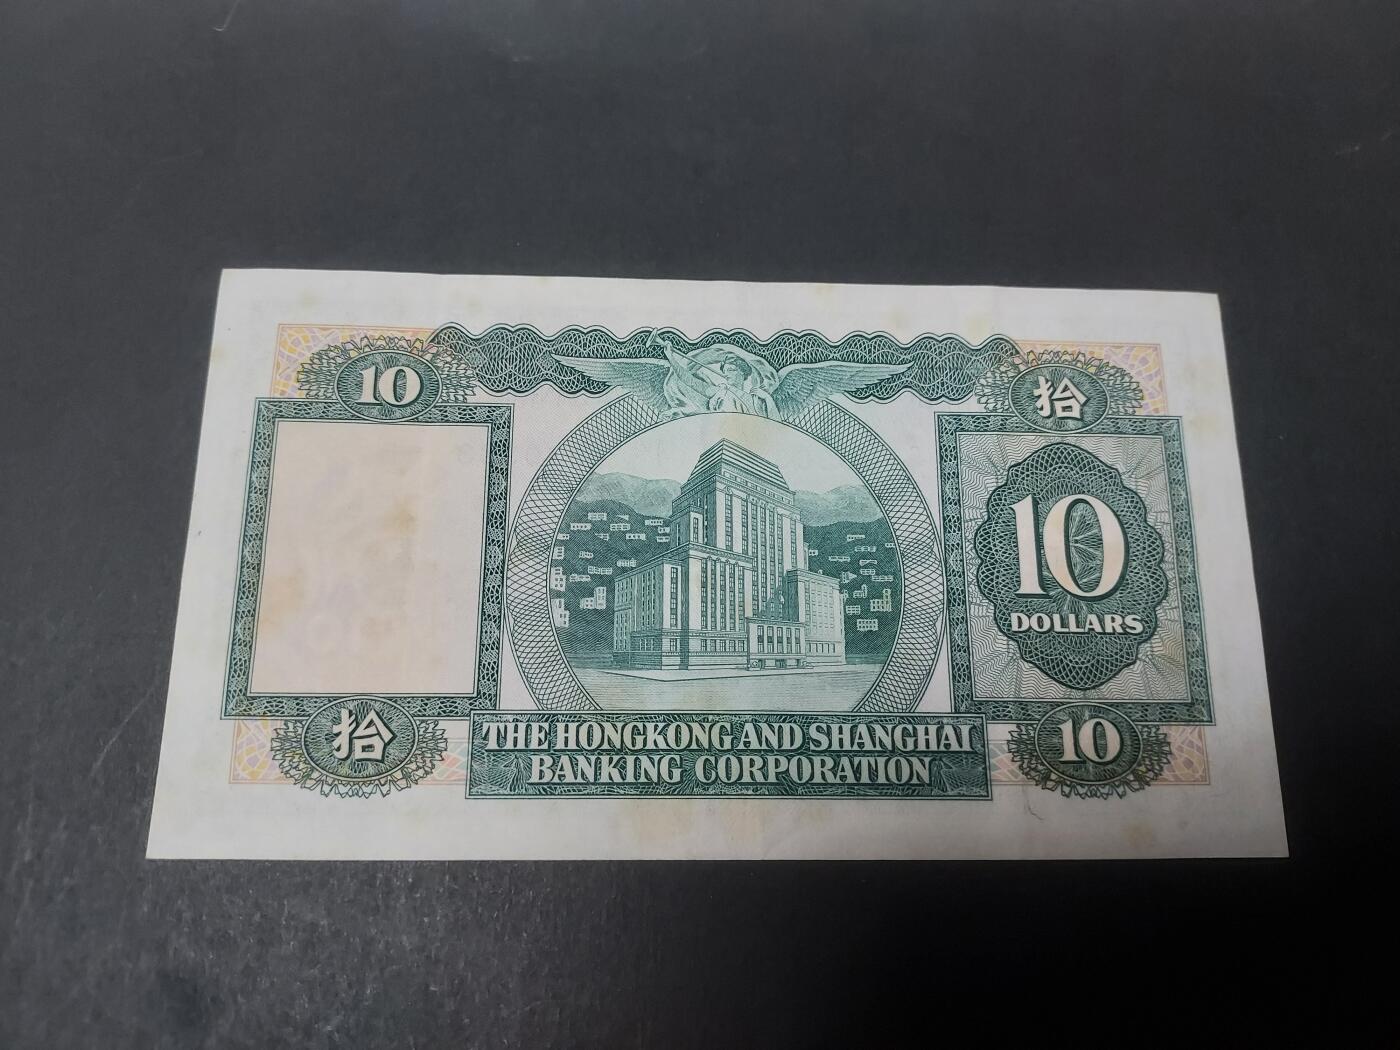 10
拾
10
DOLLARS
拾
THE HONGKONG AND SHANGHAI
BANKING CORPORATION
10